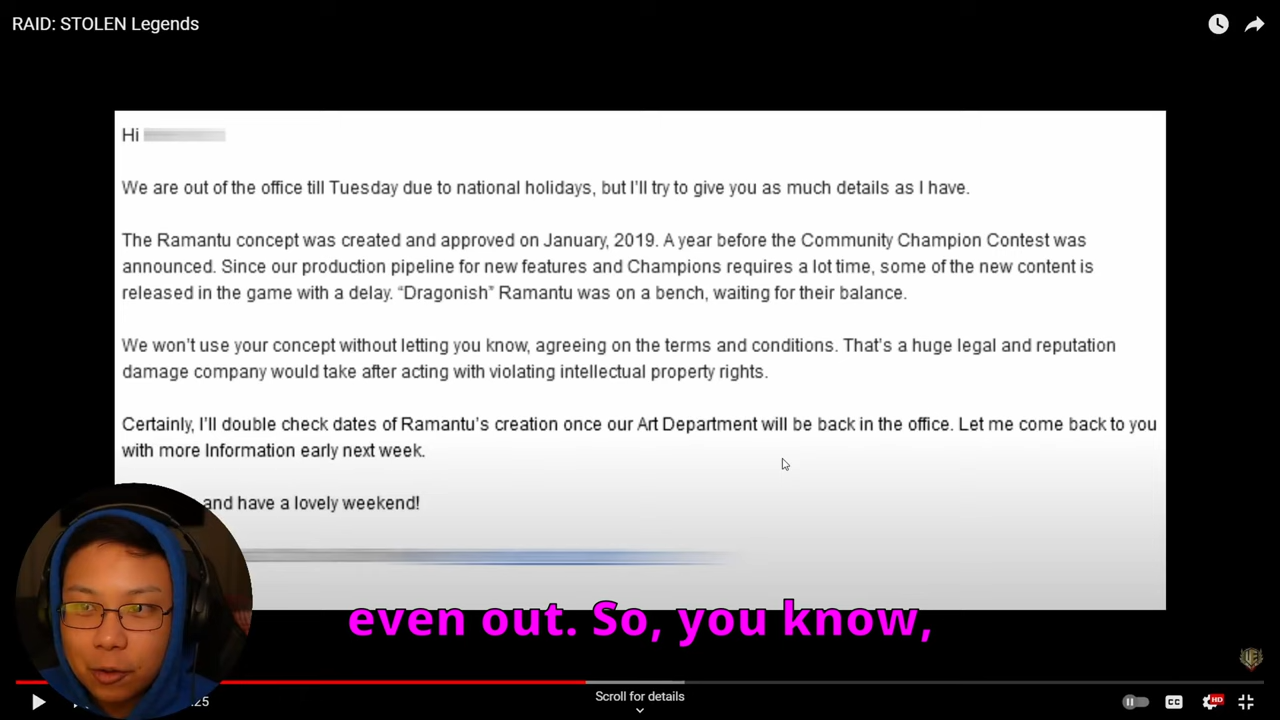 RAID: STOLEN Legends
Hi
We are out of the office till Tuesday due to national holidays, but I'll try to give you as much details as I have.
The Ramantu concept was created and approved on January, 2019. A year before the Community Champion Contest was
announced. Since our production pipeline for new features and Champions requires a lot time, some of the new content is
released in the game with a delay. “Dragonish” Ramantu was on a bench, waiting for their balance.
We won't use your concept without letting you know, agreeing on the terms and conditions. That's a huge legal and reputation
damage company would take after acting with violating intellectual property rights.
Certainly, I'll double check dates of Ramantu's creation once our Art Department will be back in the office. Let me come back to you
with more Information early next week.
and have a lovely weekend!
even out. So, you know,
Scroll for details
CC
HD